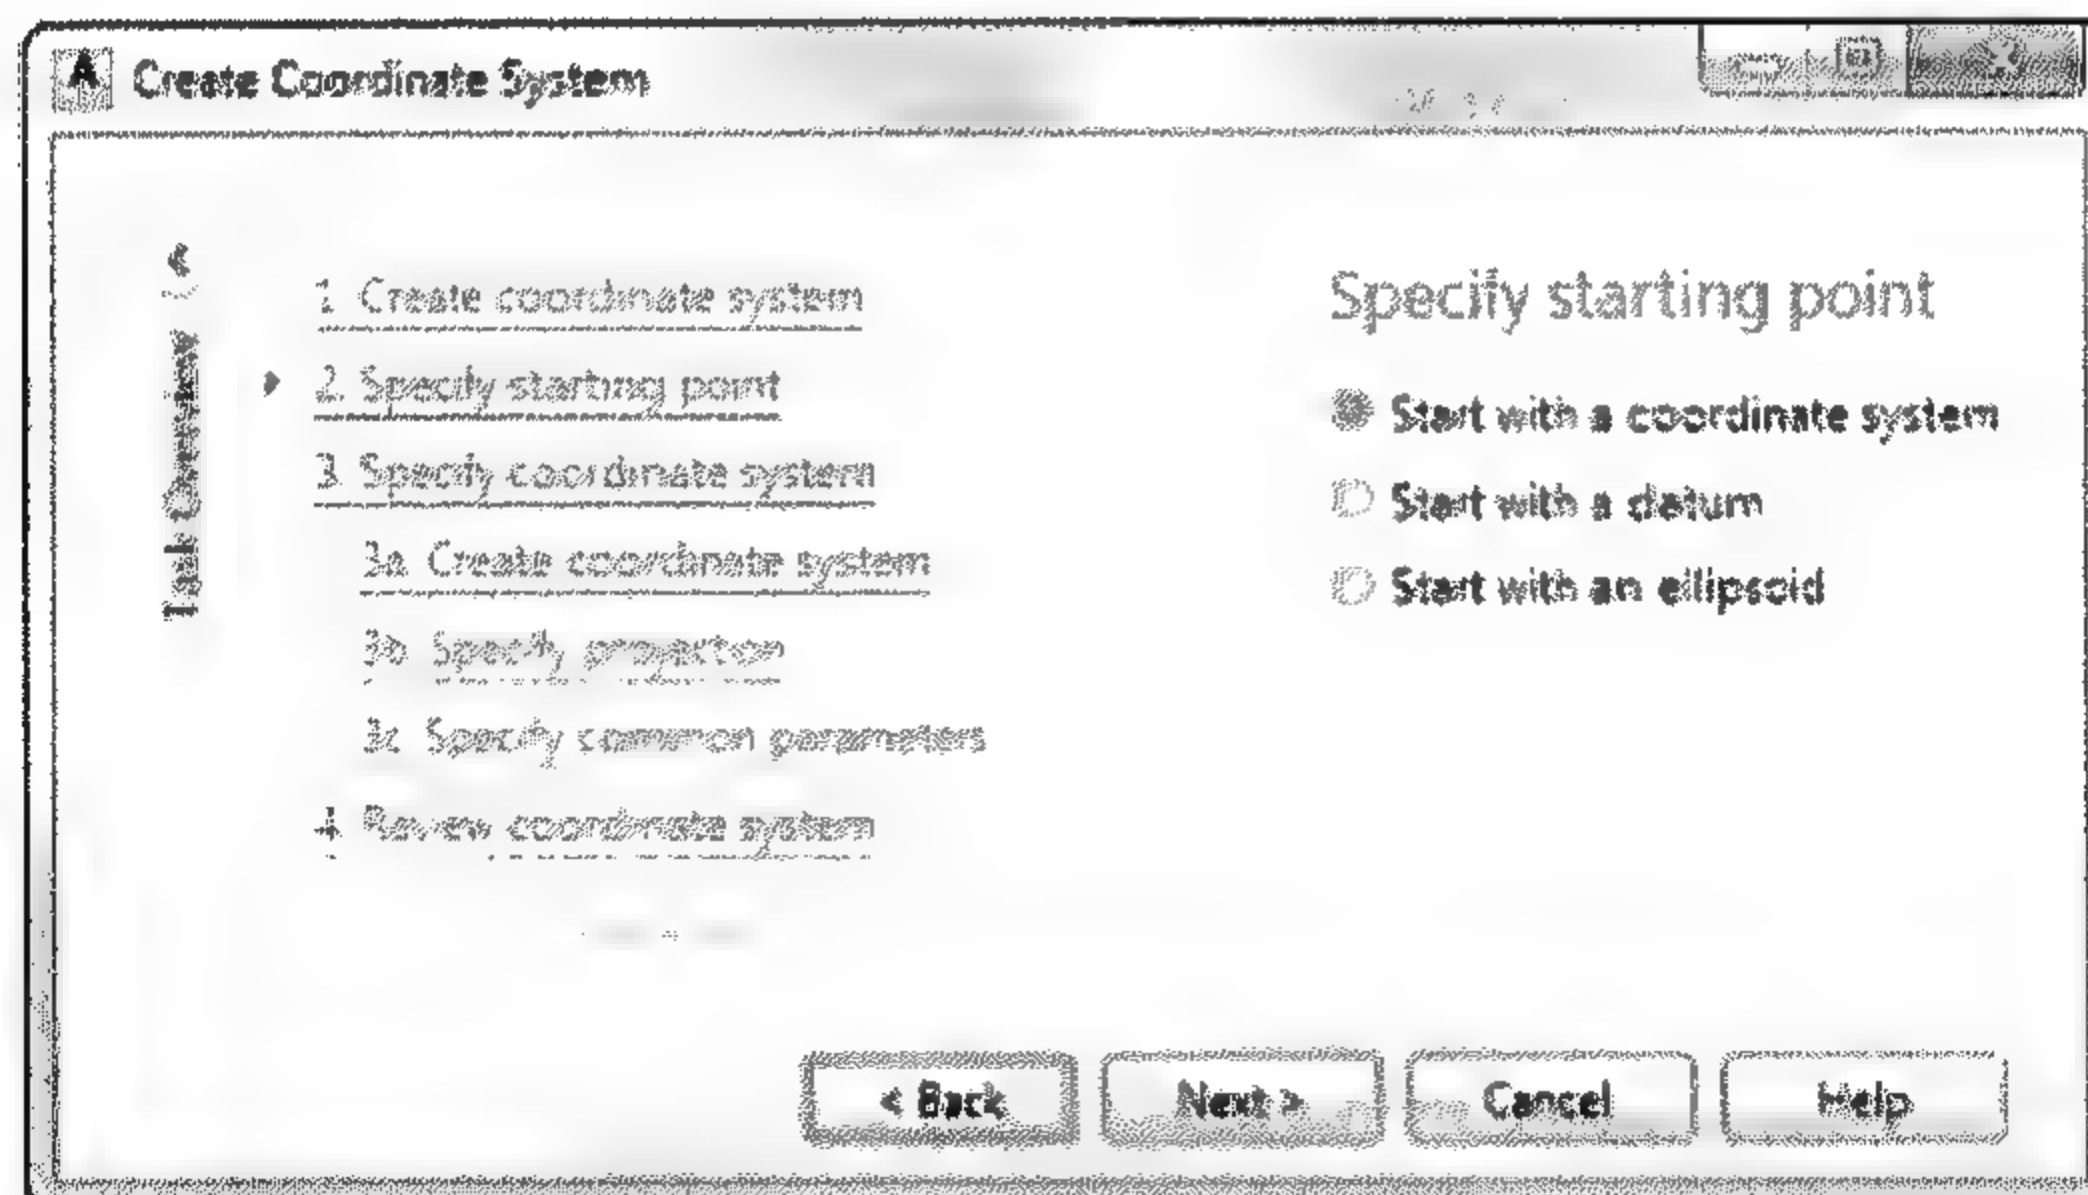 A Create Coordinate System
Task Overview
1. Create coordinate system
2. Specify starting point
3. Specify coordinate system
3a. Create coordinate system
3b. Specify projection
3c. Specify common parameters
4. Review coordinate system
Specify starting point
Start with a coordinate system
Start with a datum
Start with an ellipsoid
< Back
Next >
Cancel
Help